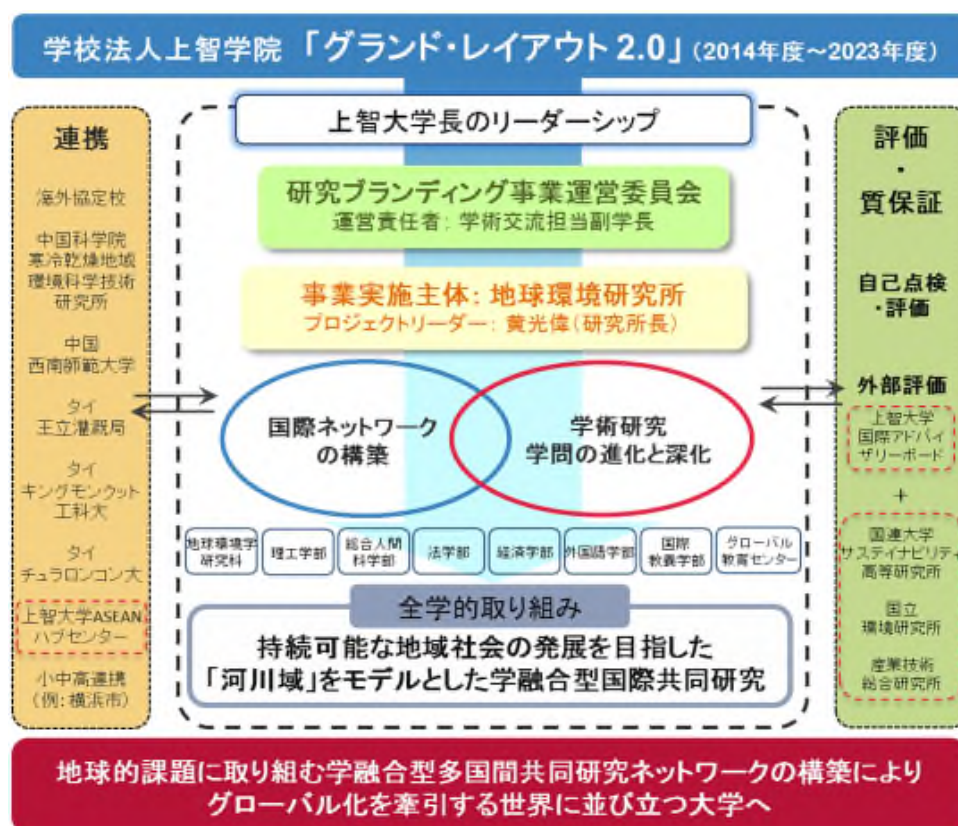 学校法人上智学院 「グランド・レイアウト 2.0」 (2014年度～2023年度)
連携
海外協定校
中国科学院
寒冷乾燥地域
環境科学技術
研究所
中国
西南師範大学
タイ
王立灌漑局
タイ
キングモンクット
工科大
タイ
チュラロンコン大
上智大学ASEAN
ハブセンター
小中高連携
(例：横浜市)
上智大学長のリーダーシップ
研究ブランディング事業運営委員会
運営責任者：学術交流担当副学長
事業実施主体：地球環境研究所
プロジェクトリーダー：黄光偉(研究所長)
国際ネットワーク
の構築
学術研究
学問の進化と深化
地球環境学
研究科
理工学部
総合人間
科学部
法学部
経済学部
外国語学部
国際
教養学部
グローバル
教育センター
全学的取り組み
持続可能な地域社会の発展を目指した
「河川域」をモデルとした学融合型国際共同研究
評価
・
質保証
自己点検
・評価
外部評価
上智大学
国際アドバイ
ザリーボード
+
国連大学
サスティナビリティ
高等研究所
国立
環境研究所
産業技術
総合研究所
地球的課題に取り組む学融合型多国間共同研究ネットワークの構築により
グローバル化を牽引する世界に並び立つ大学へ